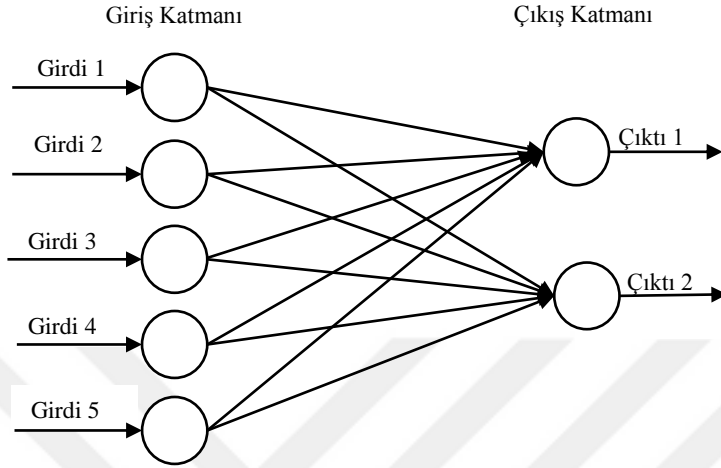 Giriş Katmanı
Çıkış Katmanı
Girdi 1
Girdi 2
Girdi 3
Girdi 4
Girdi 5
Çıktı 1
Çıktı 2